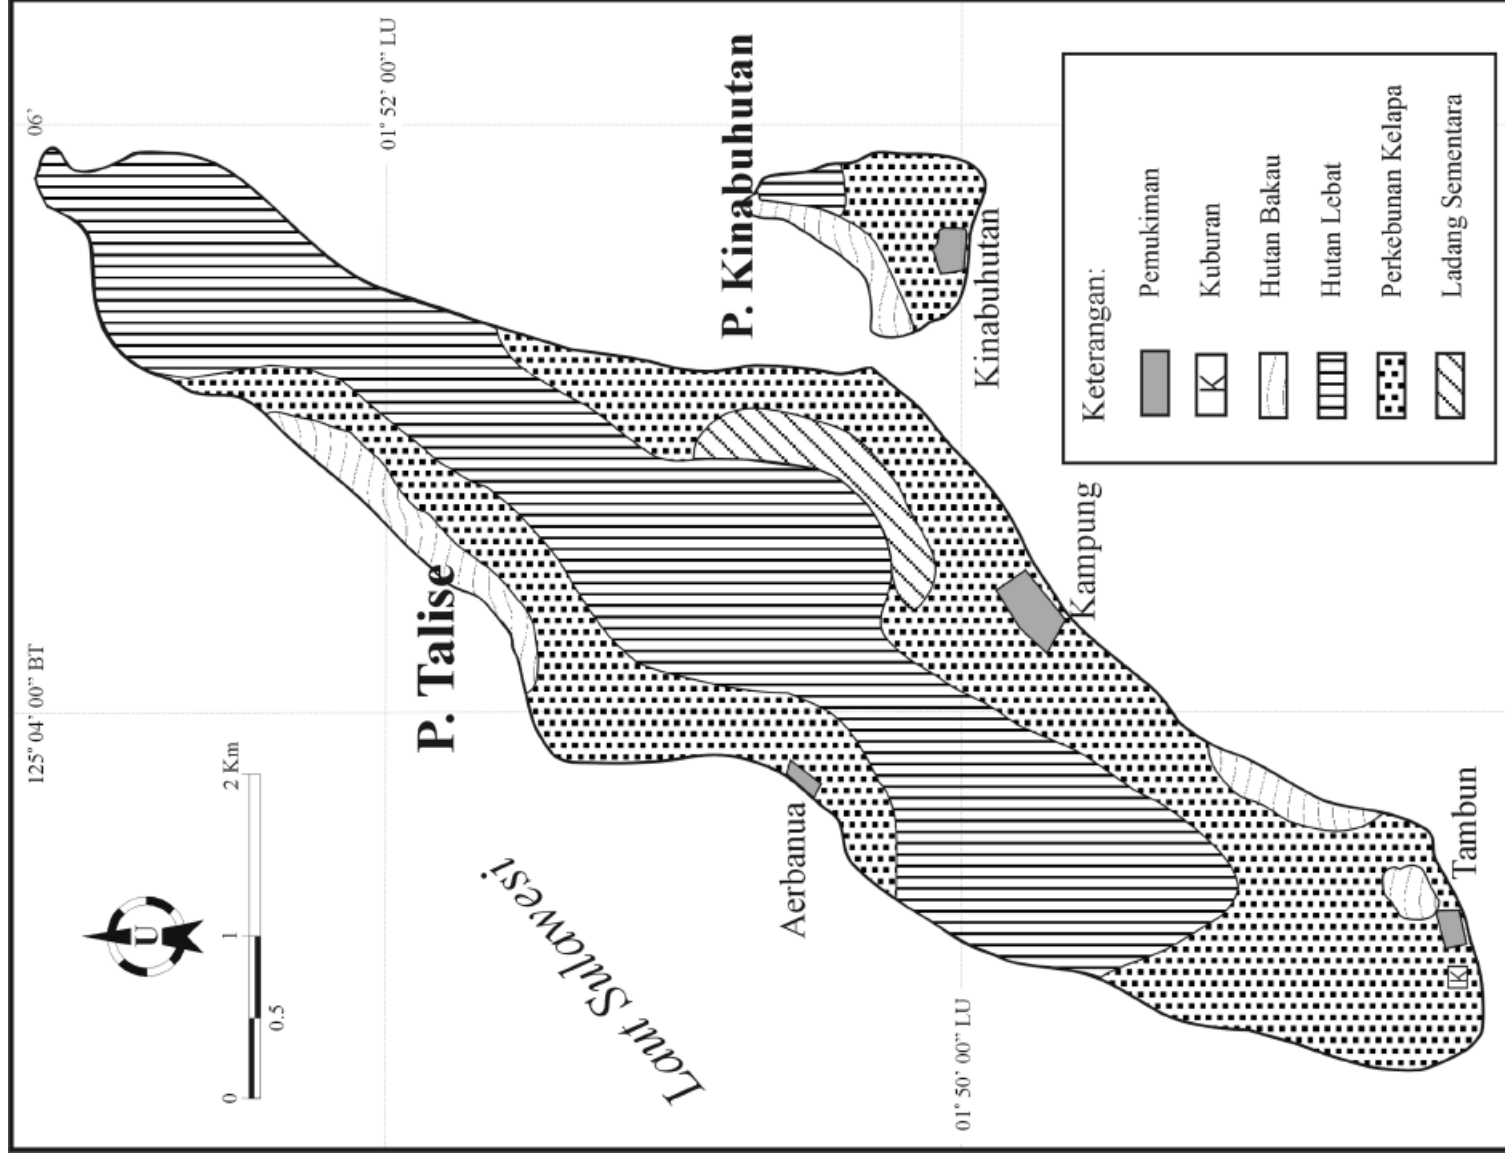 125° 04' 00” BT
06'
01° 52' 00” LU
01° 50' 00” LU
U
0
0.5
1
2 Km
P. Talise
P. Kinabuhutan
Laut Sulawesi
Aerbanua
Kinabuhutan
Kampung
Tambun
K
Keterangan:
Pemukiman
K Kuburan
Hutan Bakau
Hutan Lebat
Perkebunan Kelapa
Ladang Sementara